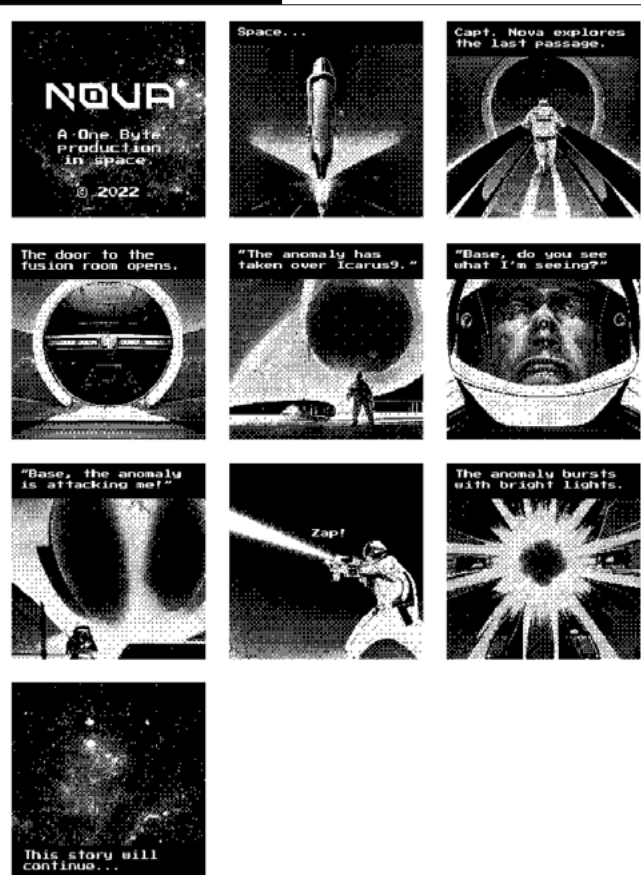 NOVA
A One Byte
production
in space.
© 2022
Space...
Capt. Nova explores
the last passage.
The door to the
fusion room opens.
"The anomaly has
taken over Icarus9."
"Base, do you see
what I'm seeing?"
"Base, the anomaly
is attacking me!"
Zap!
The anomaly bursts
with bright lights.
This story will
continue...